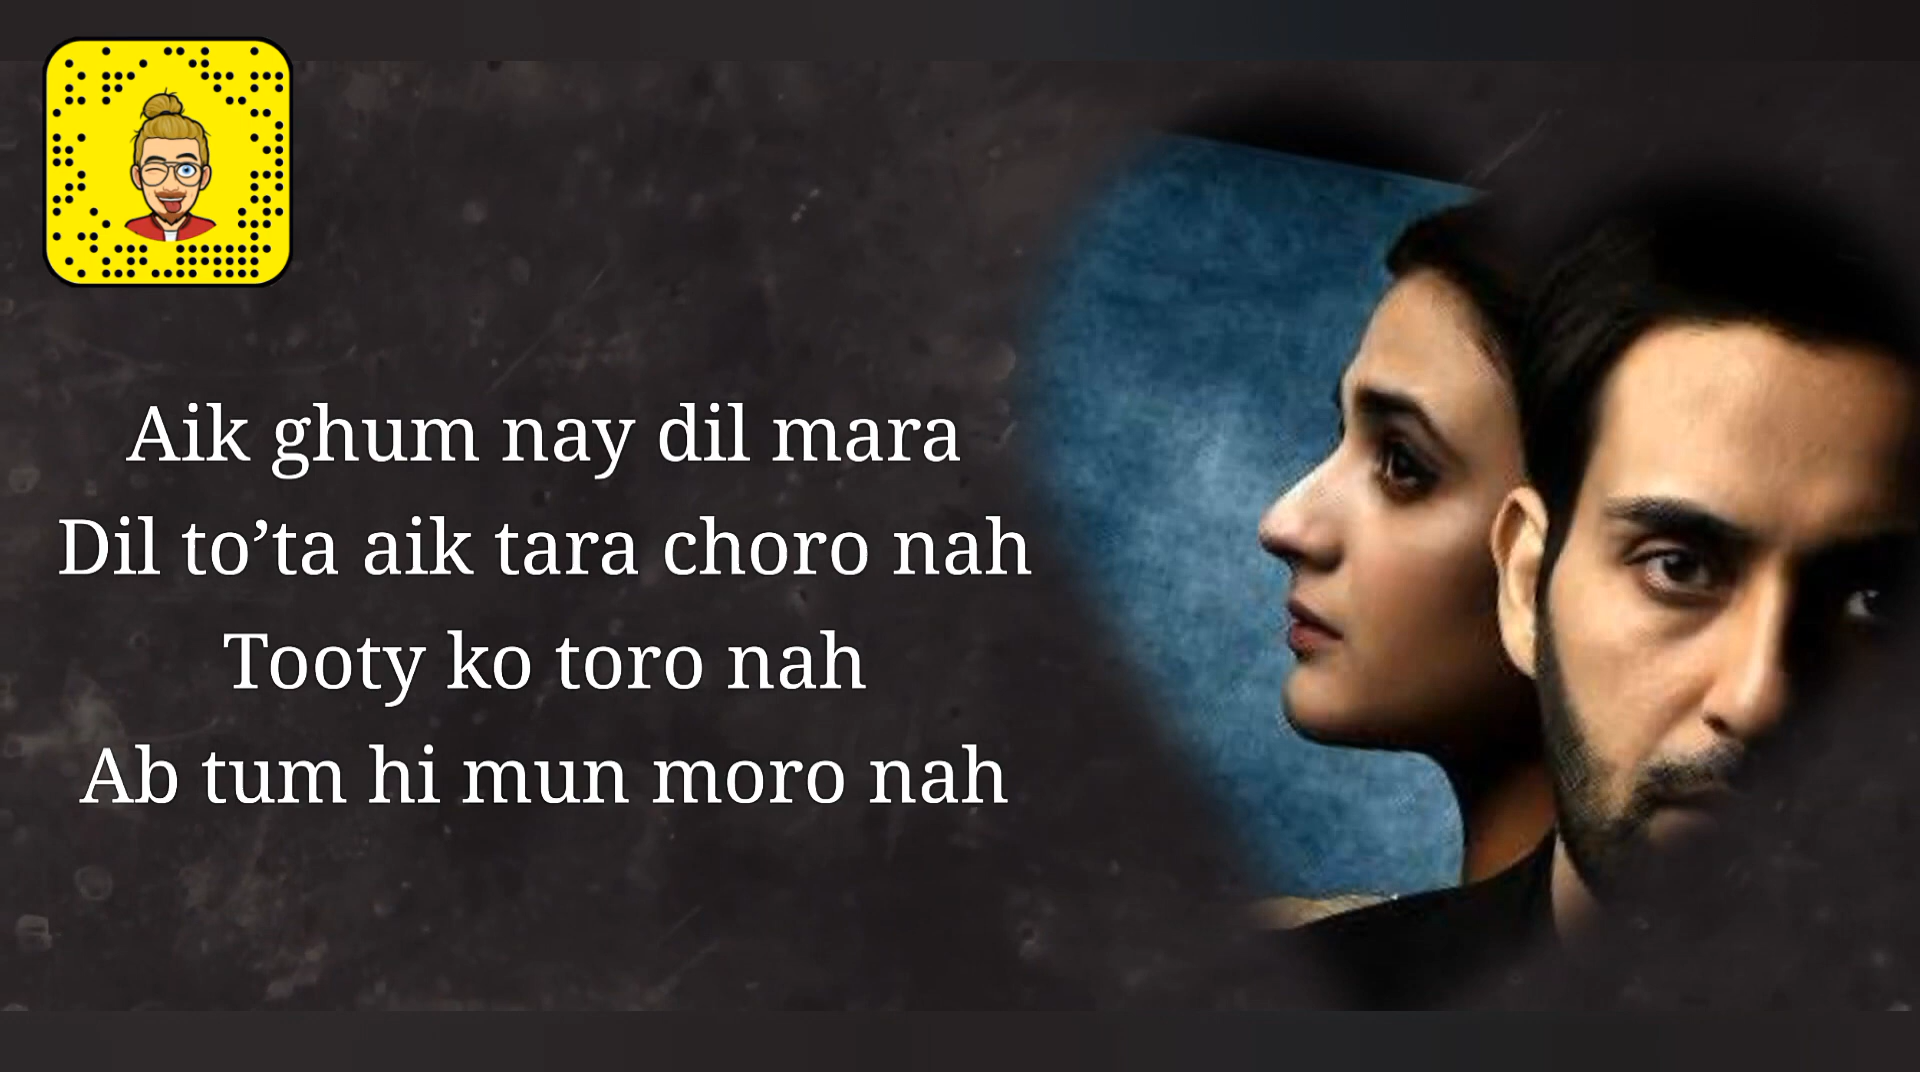 Aik ghum nay dil mara
Dil to’ta aik tara choro nah
Tooty ko toro nah
Ab tum hi mun moro nah